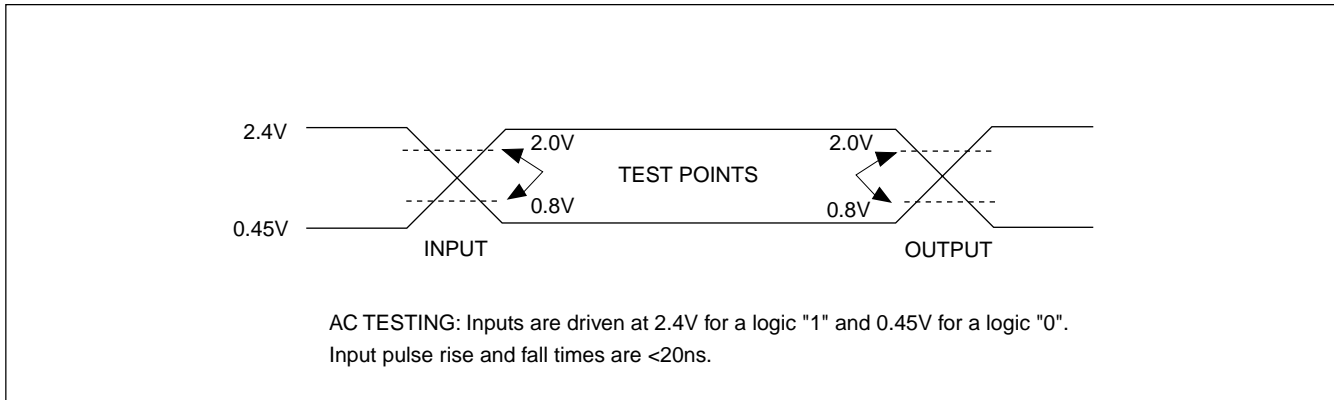 2.4V
2.0V
2.0V
TEST POINTS
0.8V
0.8V
0.45V
INPUT
OUTPUT
AC TESTING: Inputs are driven at 2.4V for a logic "1" and 0.45V for a logic "0".
Input pulse rise and fall times are <20ns.